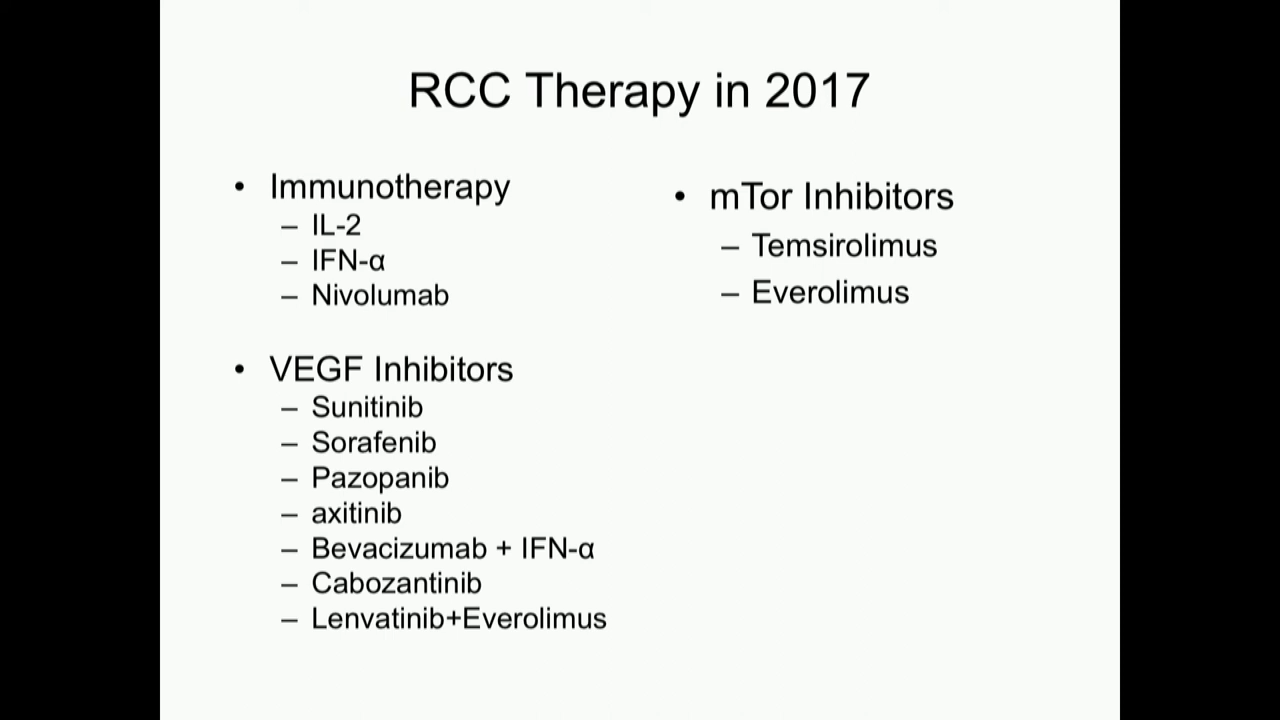 RCC Therapy in 2017
• Immunotherapy
– IL-2
– IFN-α
– Nivolumab
• VEGF Inhibitors
– Sunitinib
– Sorafenib
– Pazopanib
– axitinib
– Bevacizumab + IFN-α
– Cabozantinib
– Lenvatinib+Everolimus
• mTor Inhibitors
– Temsirolimus
– Everolimus